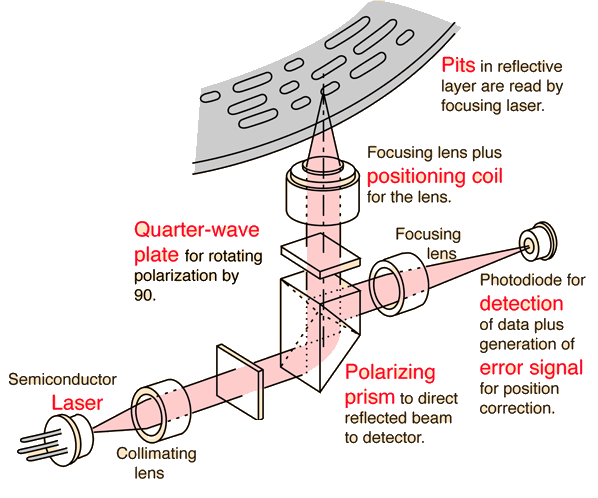 Pits in reflective
layer are read by
focusing laser.
Focusing lens plus
positioning coil
for the lens.
Quarter-wave
plate for rotating
polarization by
90.
Focusing
lens
Photodiode for
detection
of data plus
generation of
error signal
for position
correction.
Polarizing
prism to direct
reflected beam
to detector.
Semiconductor
Laser
Collimating
lens